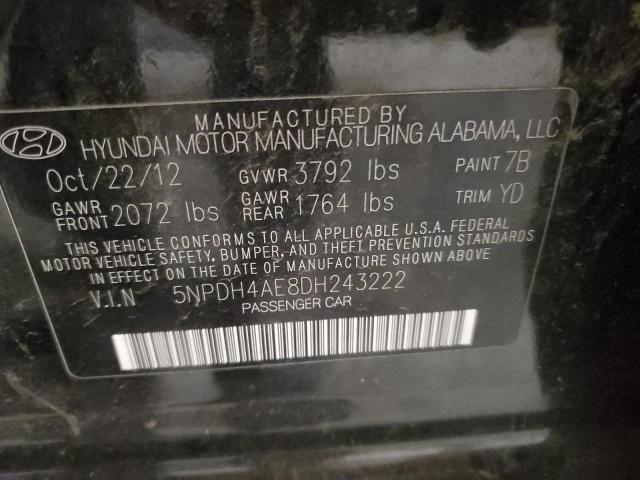 MANUFACTURED BY
HYUNDAI MOTOR MANUFACTURING ALABAMA, LLC
Oct/22/12 GVWR 3792 lbs PAINT 7B
GAWR FRONT 2072 lbs GAWR REAR 1764 lbs TRIM YD
THIS VEHICLE CONFORMS TO ALL APPLICABLE U.S.A. FEDERAL
MOTOR VEHICLE SAFETY, BUMPER, AND THEFT PREVENTION STANDARDS
IN EFFECT ON THE DATE OF MANUFACTURE SHOWN ABOVE
V.I.N 5NPDH4AE8DH243222
PASSENGER CAR